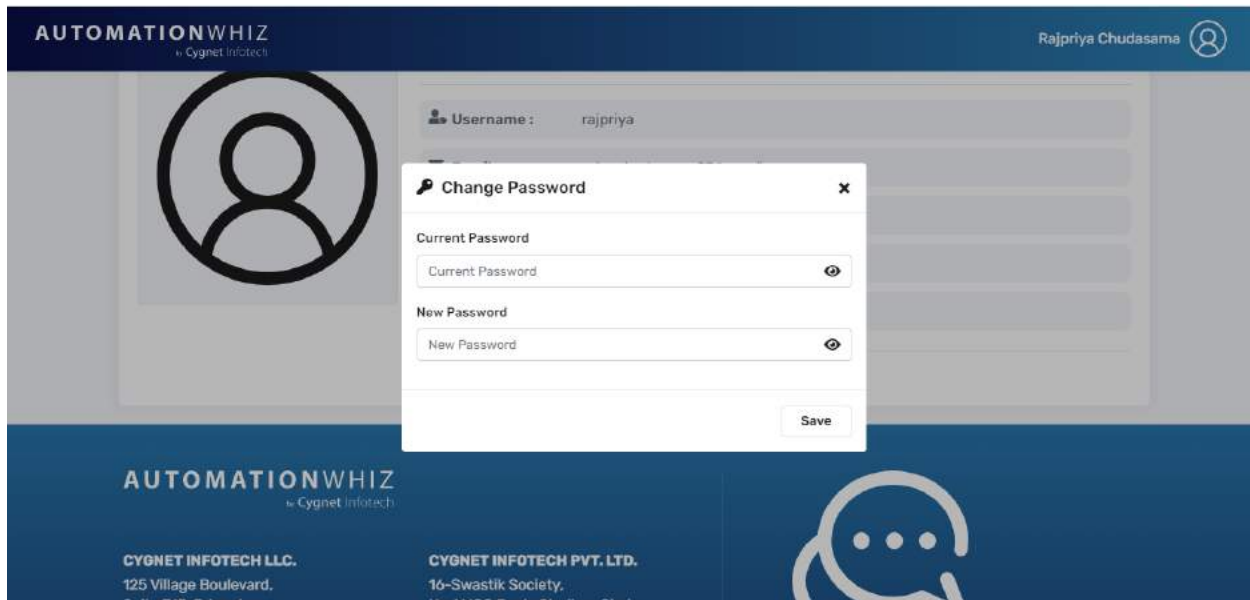 AUTOMATIONWHIZ
by Cygnet Infotech
Rajpriya Chudasama
Username : rajpriya
Change Password
Current Password
Current Password
New Password
New Password
Save
AUTOMATIONWHIZ
by Cygnet Infotech
CYGNET INFOTECH LLC.
125 Village Boulevard,
CYGNET INFOTECH PVT. LTD.
16-Swastik Society,